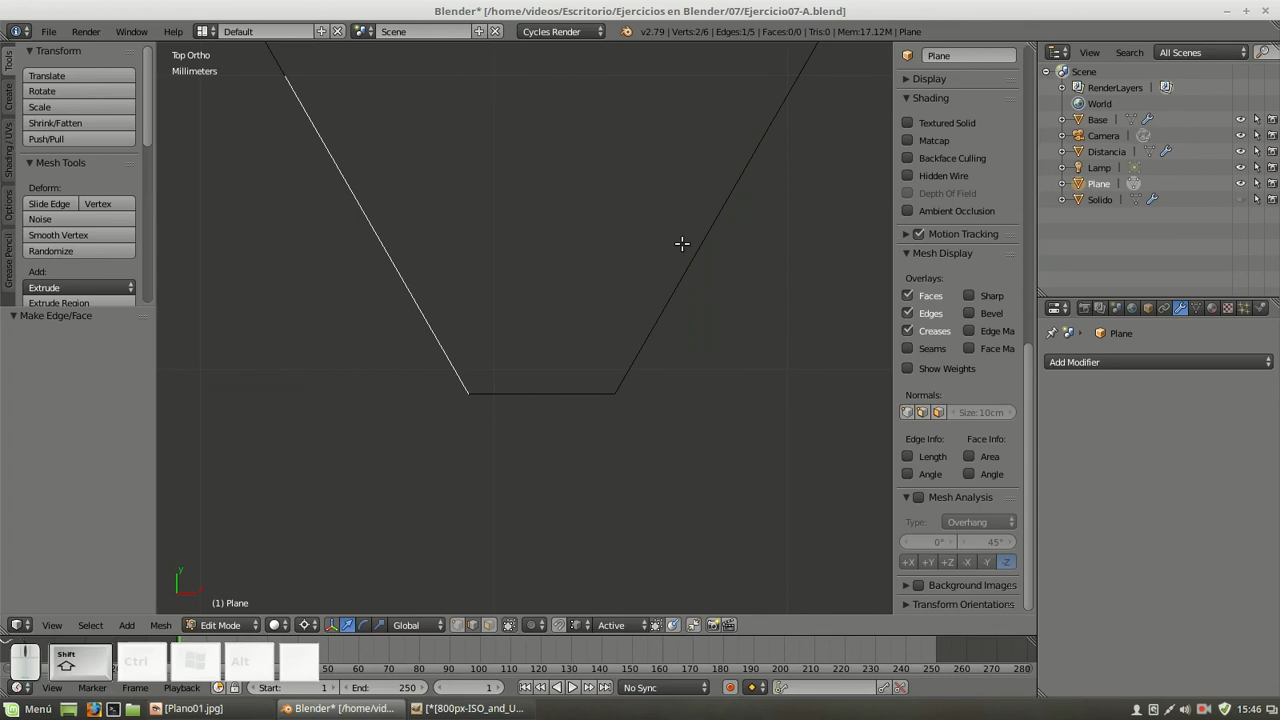 Blender* [/home/videos/Escritorio/Ejercicios en Blender/07/Ejercicio07-A.blend]
File Render Window Help Default Scene Cycles Render v2.79 | Verts:2/6 | Edges:1/5 | Faces:0/0 | Tris:0 | Mem:17.12M | Plane
Tools
Create
Shading / UVs
Options
Grease Pencil
Transform
Translate
Rotate
Scale
Shrink/Fatten
Push/Pull
Mesh Tools
Deform:
Slide Edge Vertex
Noise
Smooth Vertex
Randomize
Add:
Extrude
Extrude Region
Make Edge/Face
Top Ortho
Millimeters
y
(1) Plane
Plane
Display
Shading
Textured Solid
Matcap
Backface Culling
Hidden Wire
Depth Of Field
Ambient Occlusion
Motion Tracking
Mesh Display
Overlays:
Faces Sharp
Edges Bevel
Creases Edge Ma
Seams Face Ma
Show Weights
Normals:
Size: 10cm
Edge Info: Face Info:
Length Area
Angle Angle
Mesh Analysis
Type: Overhang
0° 45°
+X +Y +Z -X -Y -Z
Background Images
Transform Orientations
View Search All Scenes
Scene
RenderLayers
World
Base
Camera
Distancia
Lamp
Plane
Solido
Plane
Add Modifier
View Select Add Mesh Edit Mode Global Active
Shift Ctrl Alt
50 60 70 80 90 100 110 120 130 140 150 160 170 180 190 200 210 220 230 240 250 260 270 280
View Marker Frame Playback Start: 1 End: 250 1 No Sync
Menú [Plano01.jpg] Blender* [/home/vid... [*[800px-ISO_and_U... 15:46